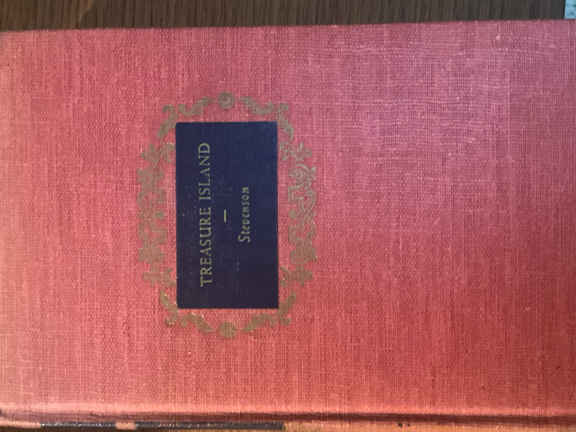 TREASURE ISLAND
—
Stevenson